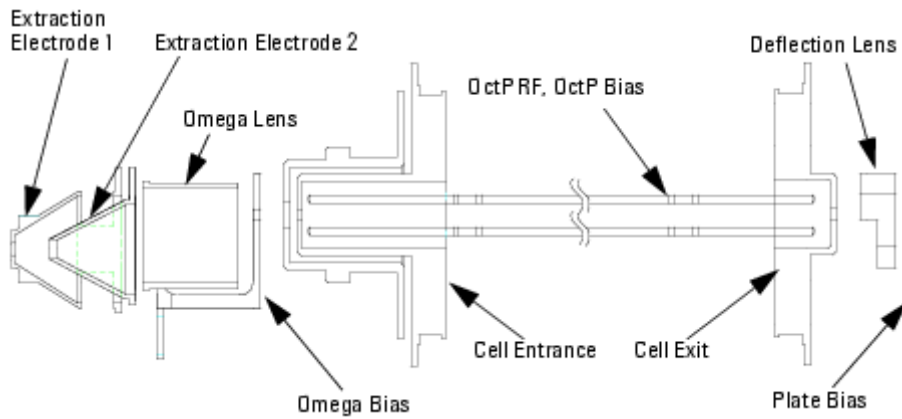 Extraction
Electrode 1
Extraction Electrode 2
Omega Lens
OctP RF, OctP Bias
Deflection Lens
Cell Entrance
Cell Exit
Omega Bias
Plate Bias